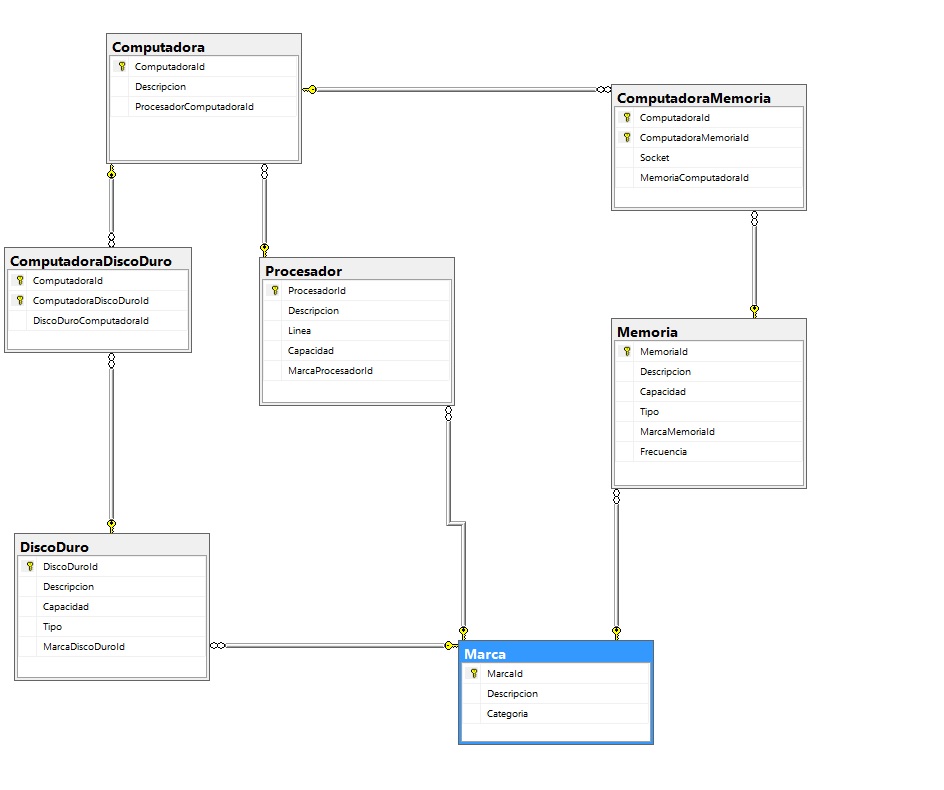 Computadora
ComputadoraId
Descripcion
ProcesadorComputadoraId
ComputadoraMemoria
ComputadoraId
ComputadoraMemoriaId
Socket
MemoriaComputadoraId
ComputadoraDiscoDuro
ComputadoraId
ComputadoraDiscoDuroId
DiscoDuroComputadoraId
Procesador
ProcesadorId
Descripcion
Linea
Capacidad
MarcaProcesadorId
Memoria
MemoriaId
Descripcion
Capacidad
Tipo
MarcaMemoriaId
Frecuencia
DiscoDuro
DiscoDuroId
Descripcion
Capacidad
Tipo
MarcaDiscoDuroId
Marca
MarcaId
Descripcion
Categoria